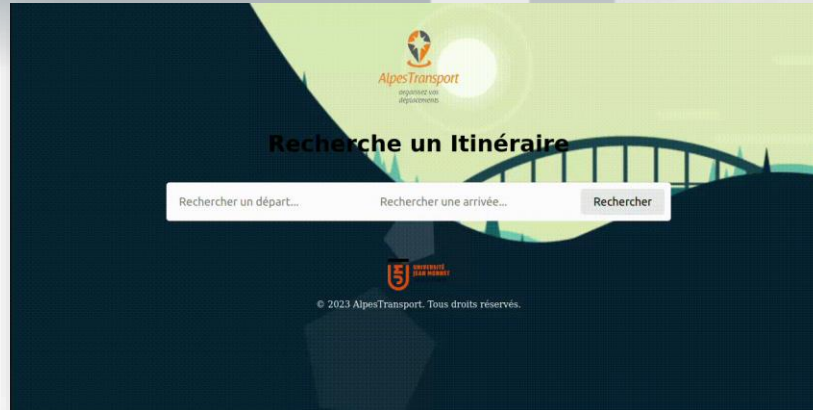 AlpesTransport
organisez vos
déplacements
Recherche un Itinéraire
Rechercher un départ...
Rechercher une arrivée...
Rechercher
UNIVERSITÉ
JEAN MONNET
© 2023 AlpesTransport. Tous droits réservés.